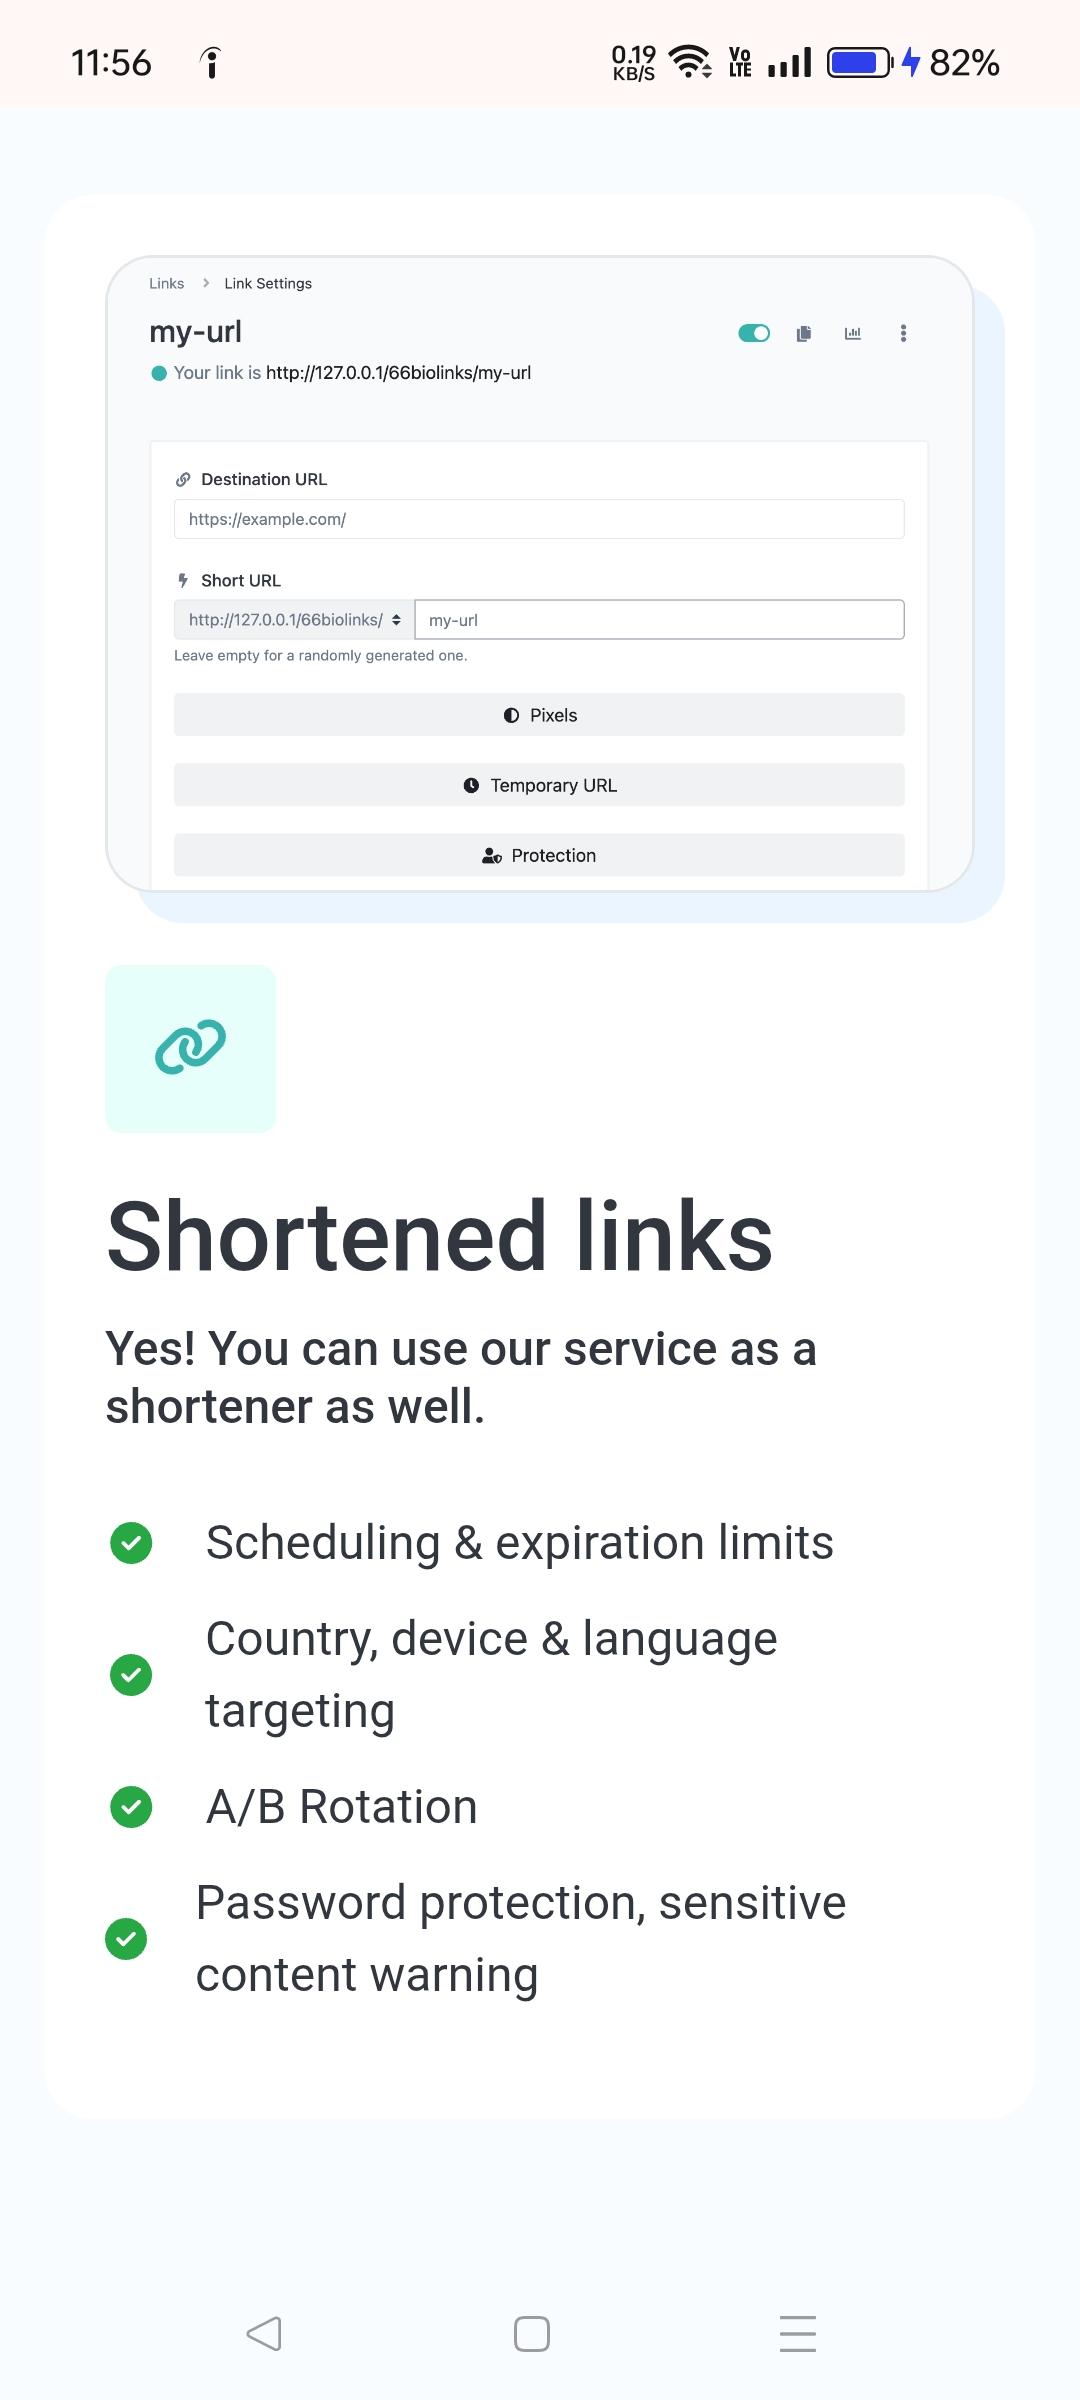 11:56
0.19
KB/S
Vo
LTE
82%
Links
Link Settings
my-url
Your link is http://127.0.0.1/66biolinks/my-url
Destination URL
https://example.com/
Short URL
http://127.0.0.1/66biolinks/
my-url
Leave empty for a randomly generated one.
Pixels
Temporary URL
Protection
Shortened links
Yes! You can use our service as a
shortener as well.
Scheduling & expiration limits
Country, device & language
targeting
A/B Rotation
Password protection, sensitive
content warning